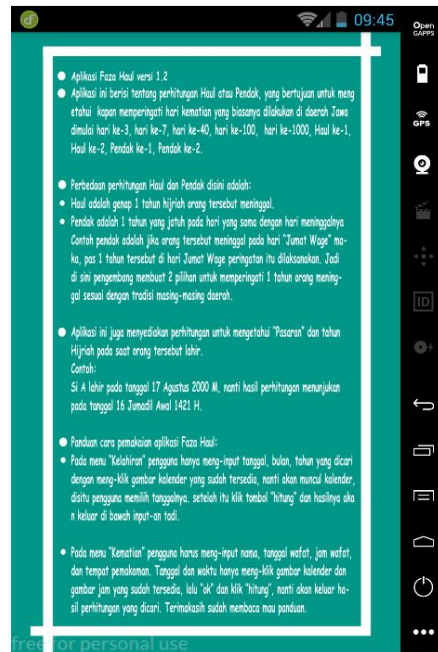 09:45
Open
GAPPS
GPS
ID
Aplikasi Faza Haul versi 1.2
Aplikasi ini berisi tentang perhitungan Haul atau Pendak, yang bertujuan untuk meng
etahui kapan memperingati hari kematian yang biasanya dilakukan di daerah Jawa
dimulai hari ke-3, hari ke-7, hari ke-40, hari ke-100, hari ke-1000, Haul ke-1,
Haul ke-2, Pendak ke-1, Pendak ke-2.
Perbedaan perhitungan Haul dan Pendak disini adalah:
Haul adalah genap 1 tahun hijriah orang tersebut meninggal.
Pendak adalah 1 tahun yang jatuh pada hari yang sama dengan hari meninggalnya
Contoh pendak adalah jika orang tersebut meninggal pada hari "Jumat Wage" ma-
ka, pas 1 tahun tersebut di hari Jumat Wage peringatan itu dilaksanakan. Jadi
di sini pengembang membuat 2 pilihan untuk memperingati 1 tahun orang mening-
gal sesuai dengan tradisi masing-masing daerah.
Aplikasi ini juga menyediakan perhitungan untuk mengetahui "Pasaran" dan tahun
Hijriah pada saat orang tersebut lahir.
Contoh:
Si A lahir pada tanggal 17 Agustus 2000 M, nanti hasil perhitungan menunjukan
pada tanggal 16 Jumadil Awal 1421 H.
Panduan cara pemakaian aplikasi Faza Haul:
Pada menu "Kelahiran" pengguna hanya meng-input tanggal, bulan, tahun yang dicari
dengan meng-klik gambar kalender yang sudah tersedia, nanti akan muncul kalender,
disitu pengguna memilih tanggalnya. setelah itu klik tombol "hitung" dan hasilnya aka
n keluar di bawah input-an tadi.
Pada menu "Kematian" pengguna harus meng-input nama, tanggal wafat, jam wafat,
dan tempat pemakaman. Tanggal dan waktu hanya meng-klik gambar kalender dan
gambar jam yang sudah tersedia, lalu "ok" dan klik "hitung", nanti akan keluar ha-
sil perhitungan yang dicari. Terimakasih sudah membaca mau panduan.
free for personal use